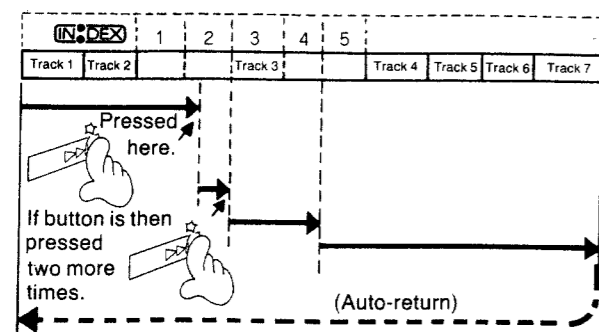 INDEX 1 2 3 4 5
Track 1 Track 2 Track 3 Track 4 Track 5 Track 6 Track 7
Pressed
here.
If button is then
pressed
two more
times.
(Auto-return)